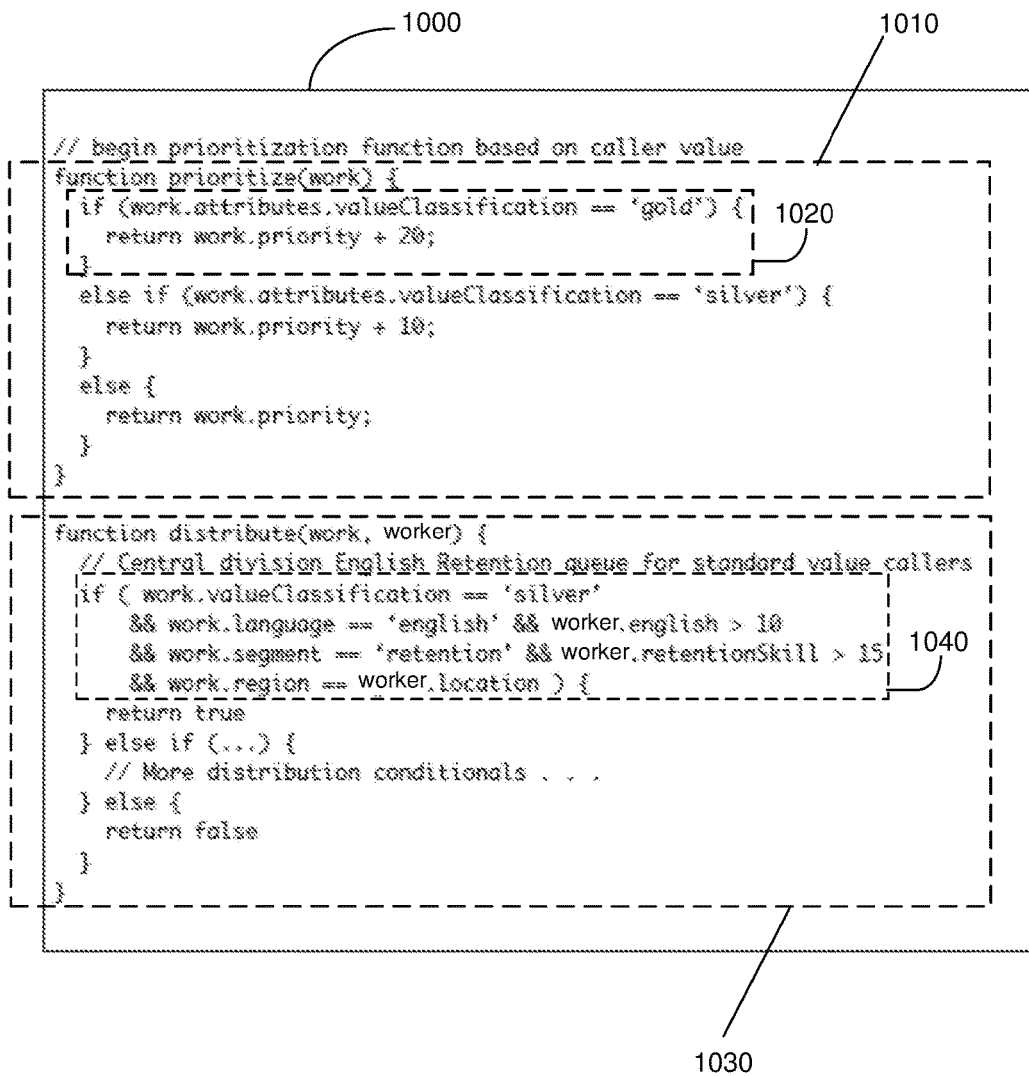 1000
1010
// begin prioritization function based on caller value
function prioritize(work) {
if (work.attributes.valueClassification == ‘gold’) {
1020
return work.priority + 20;
}
else if (work.attributes.valueClassification == ‘silver’) {
return work.priority + 10;
}
else {
return work.priority;
}
}
function distribute(work, worker) {
// Central division English Retention queue for standard value callers
if ( work.valueClassification == ‘silver’
&& work.language == ‘english’ && worker.english > 10
&& work.segment == ‘retention’ && worker.retentionSkill > 15
1040
&& work.region == worker.location ) {
return true
} else if (...) {
// More distribution conditionals . . .
} else {
return false
}
}
1030